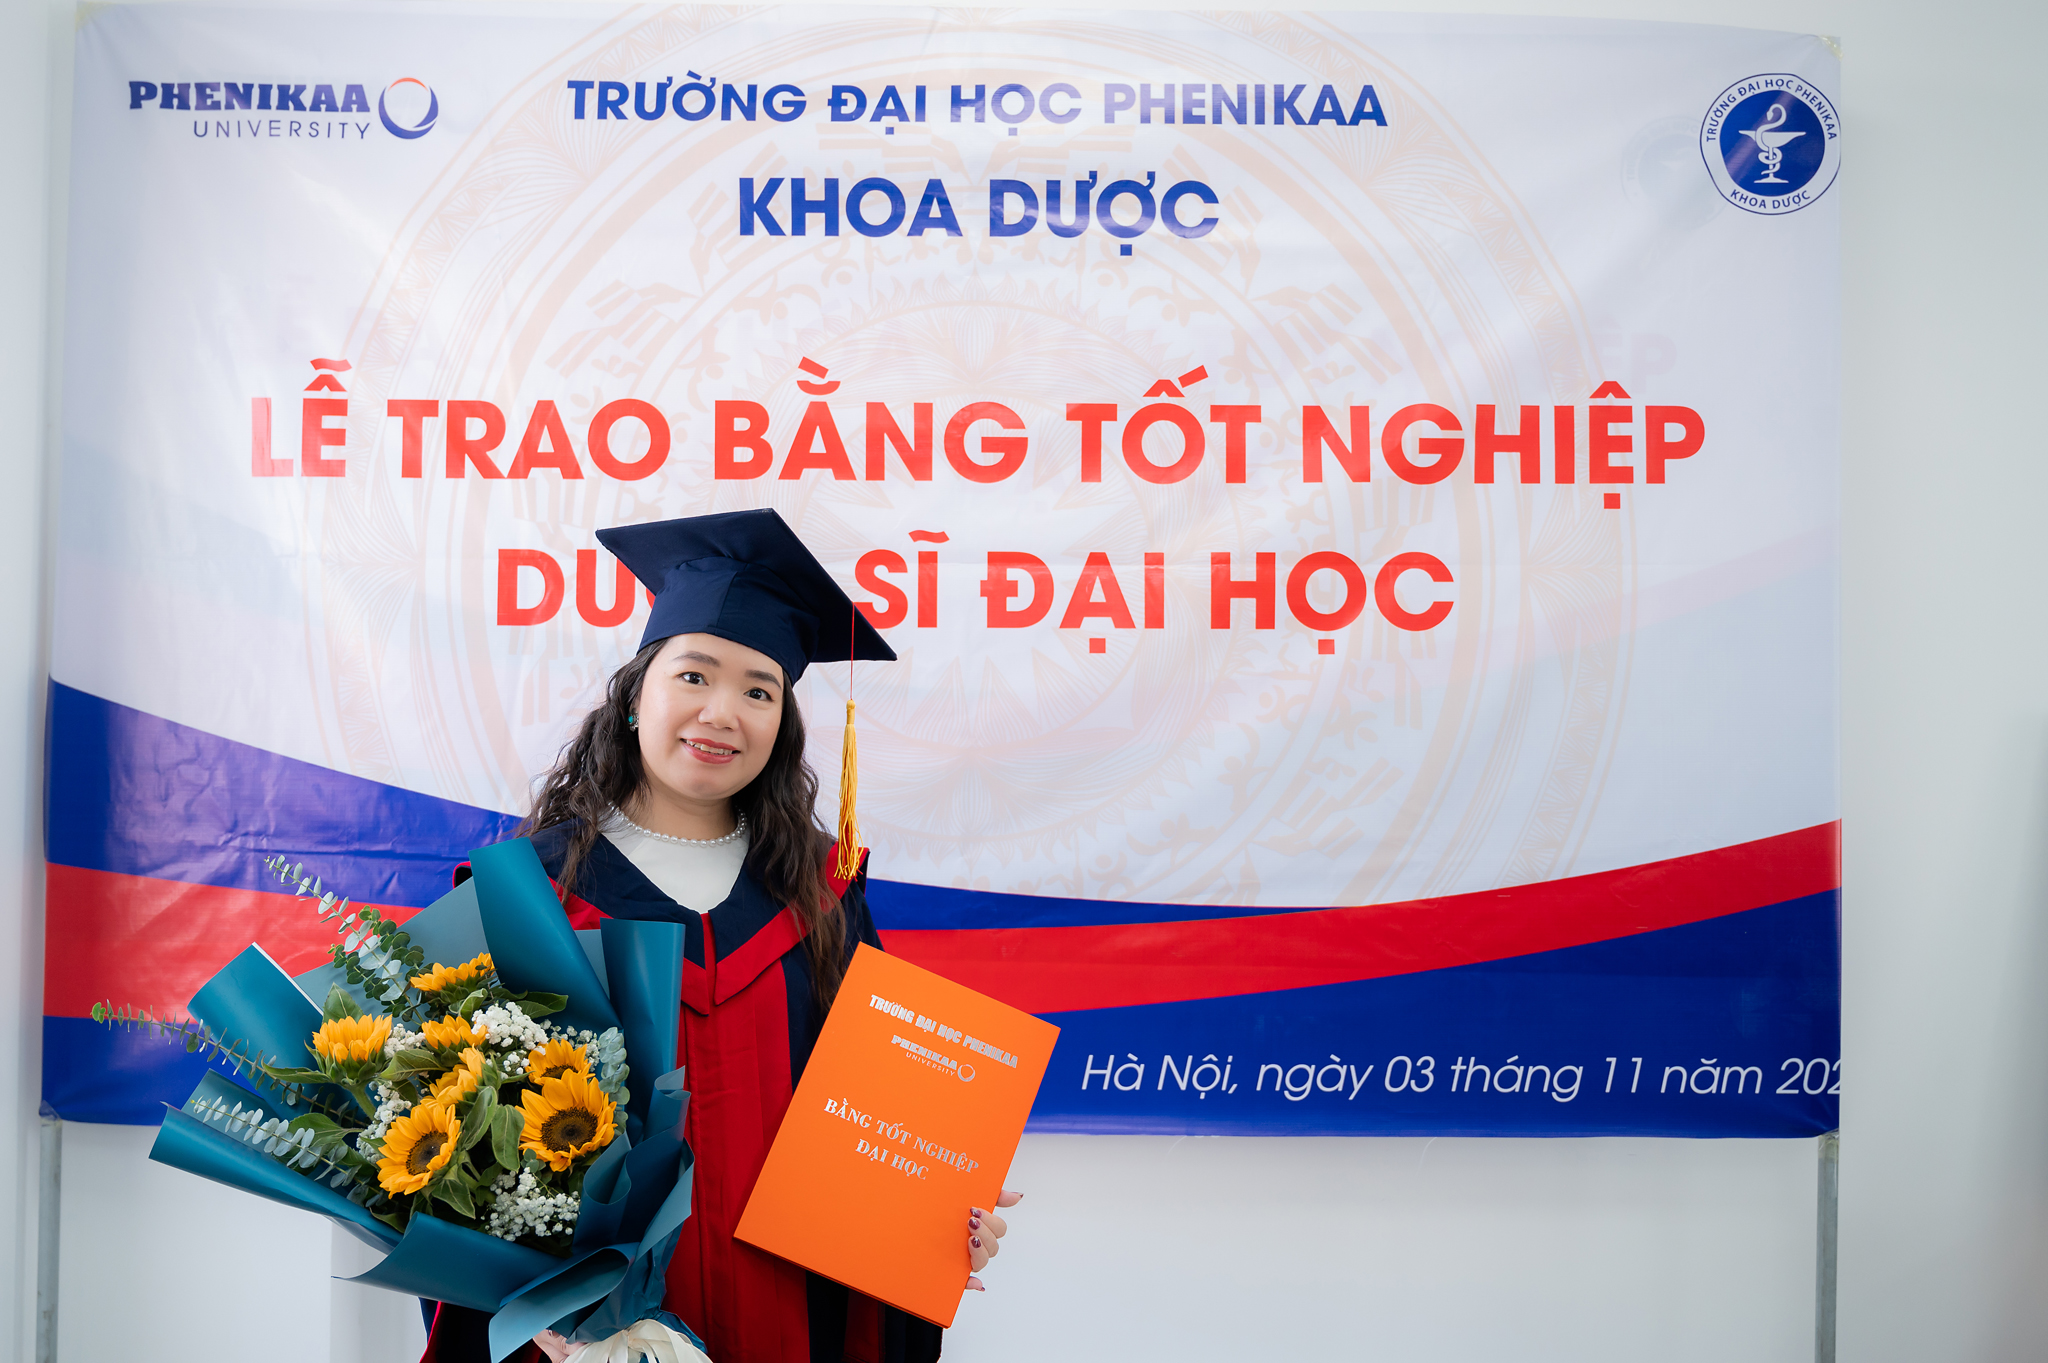 PHENIKAA
UNIVERSITY
TRƯỜNG ĐẠI HỌC PHENIKAA
KHOA DƯỢC
TRƯỜNG ĐẠI HỌC PHENIKAA
KHOA DƯỢC
LỄ TRAO BẰNG TỐT NGHIỆP
SĨ ĐẠI HỌC
Hà Nội, ngày 03 tháng 11 năm
TRƯỜNG ĐẠI HỌC PHENIKAA
PHENIKAA
UNIVERSITY
BẰNG TỐT NGHIỆP
ĐẠI HỌC